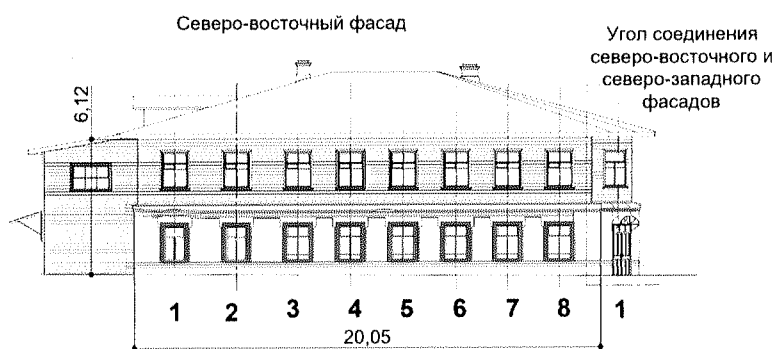 Северо-восточный фасад
Угол соединения
северо-восточного и
северо-западного
фасадов
6,12
1 2 3 4 5 6 7 8 1
20,05